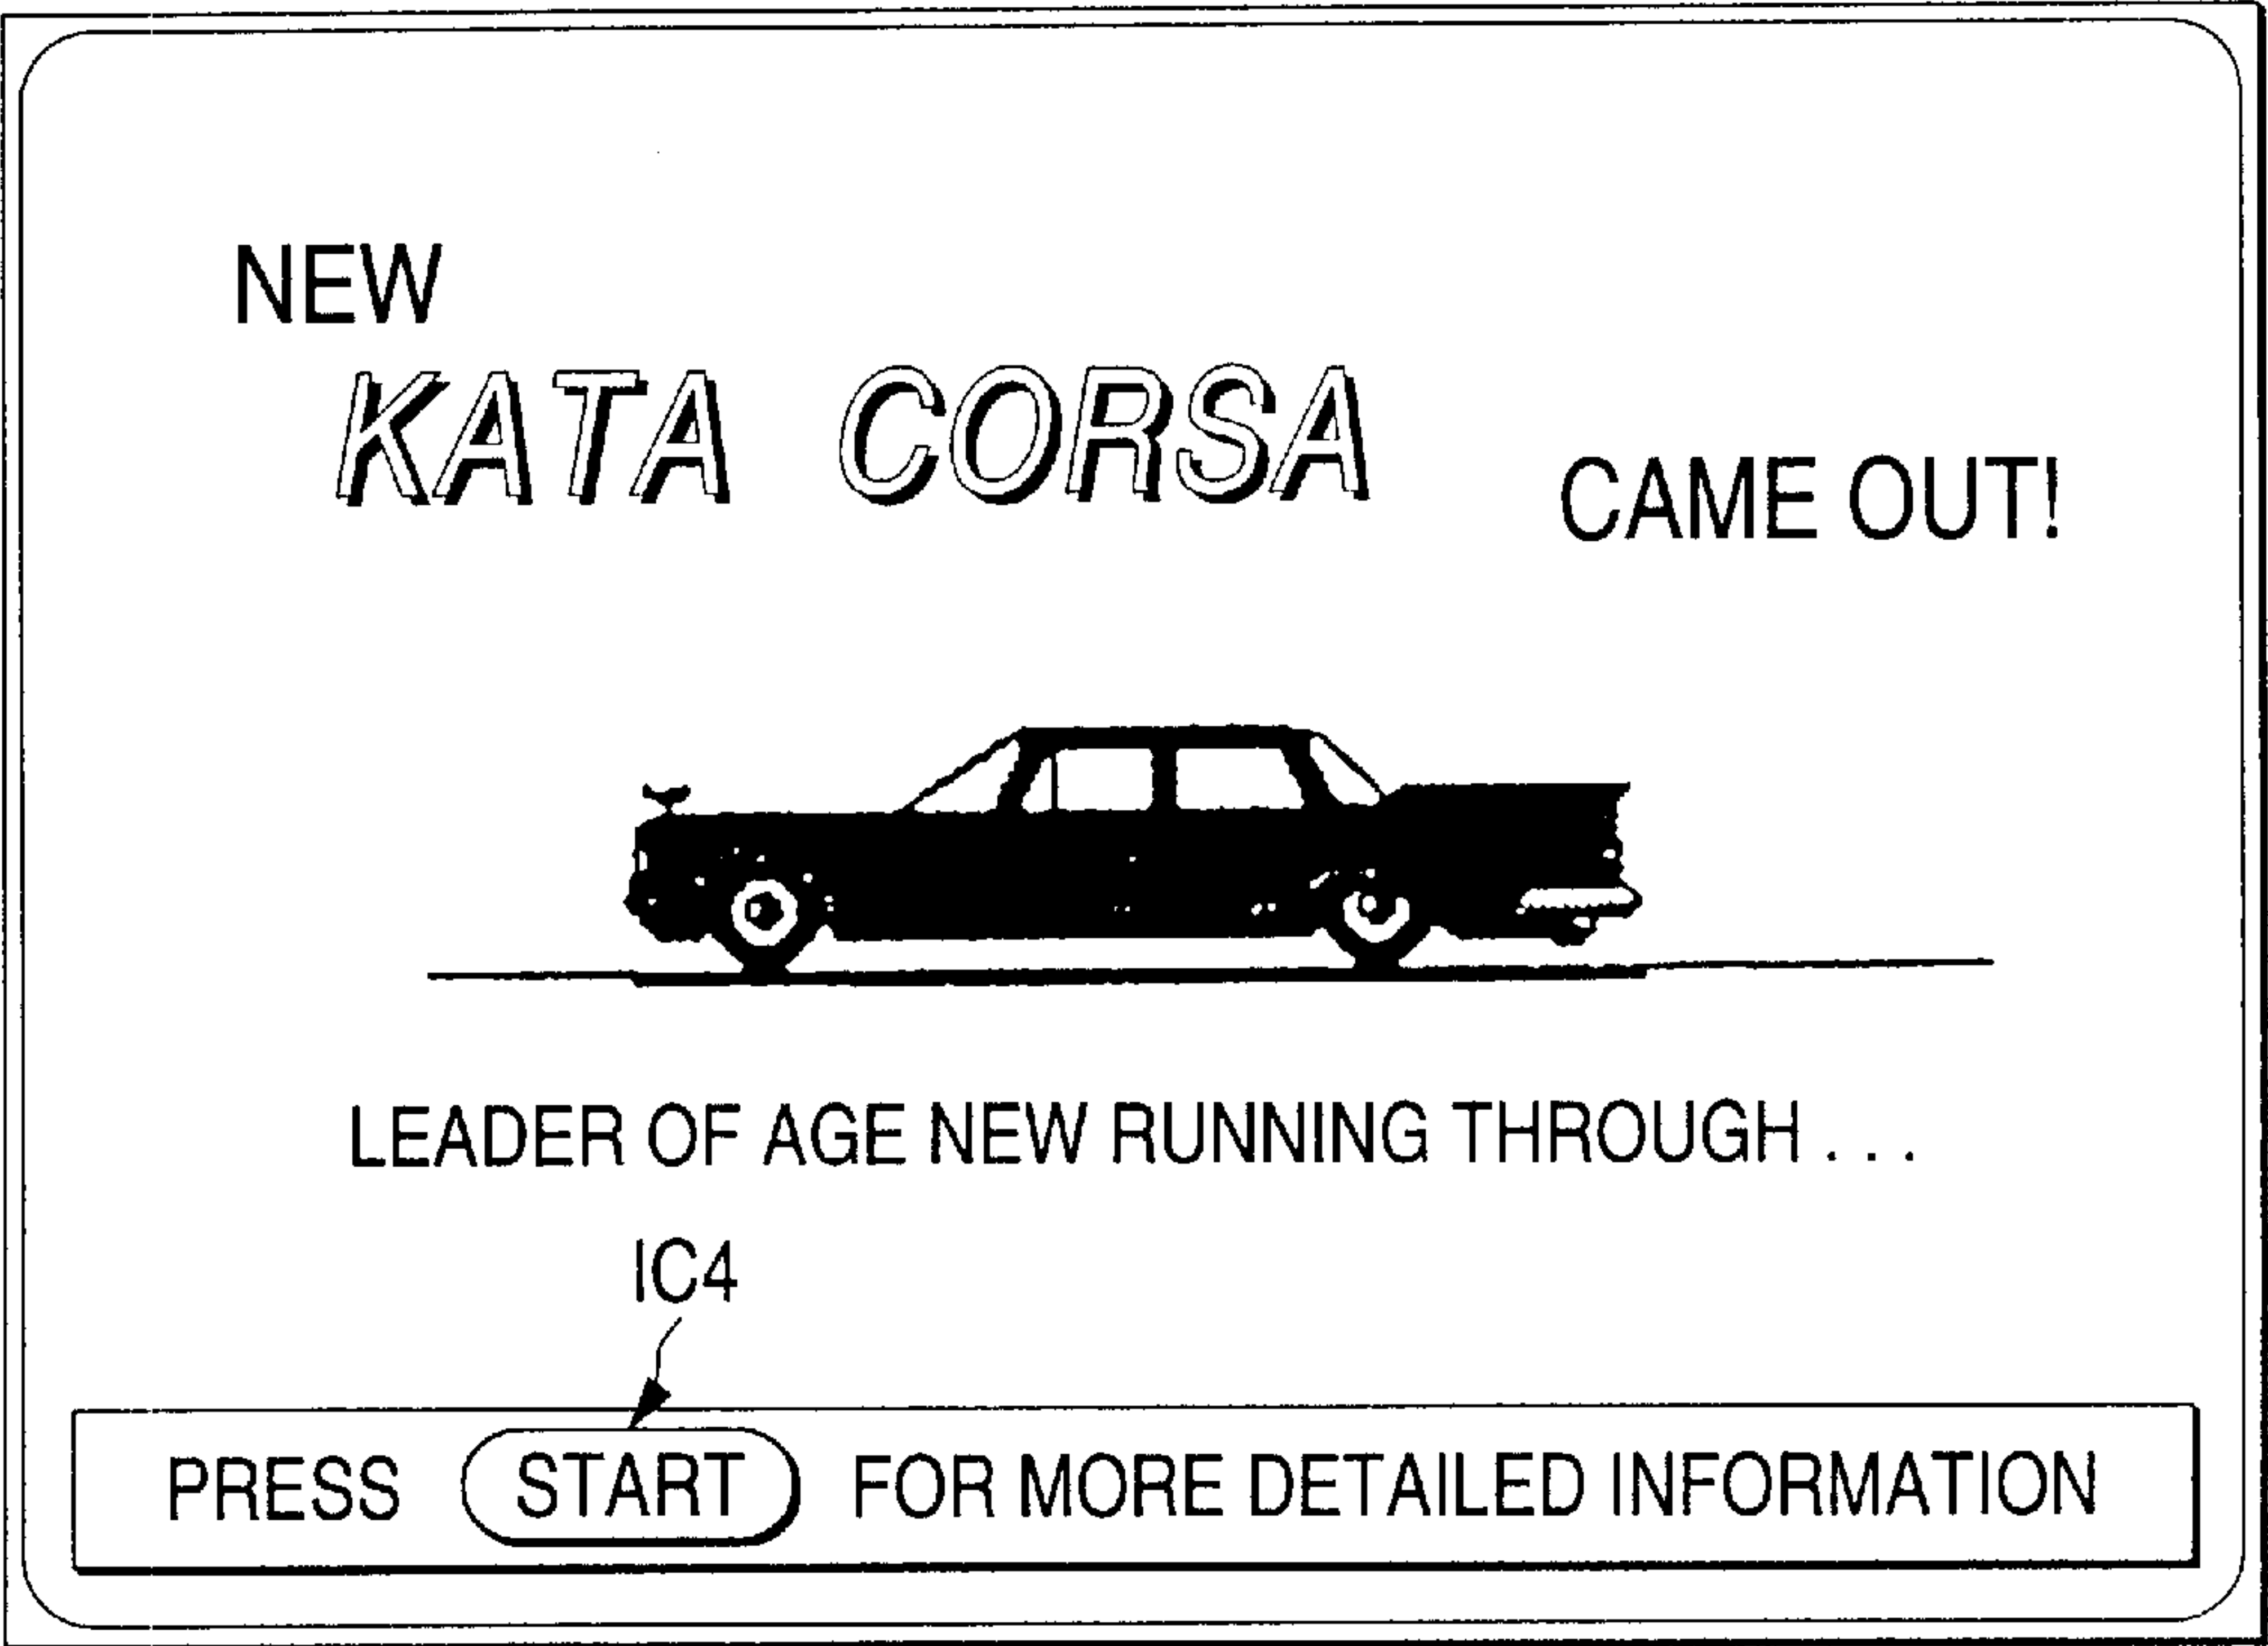 NEW
KATA CORSA
CAME OUT!
LEADER OF AGE NEW RUNNING THROUGH . . .
IC4
PRESS START FOR MORE DETAILED INFORMATION